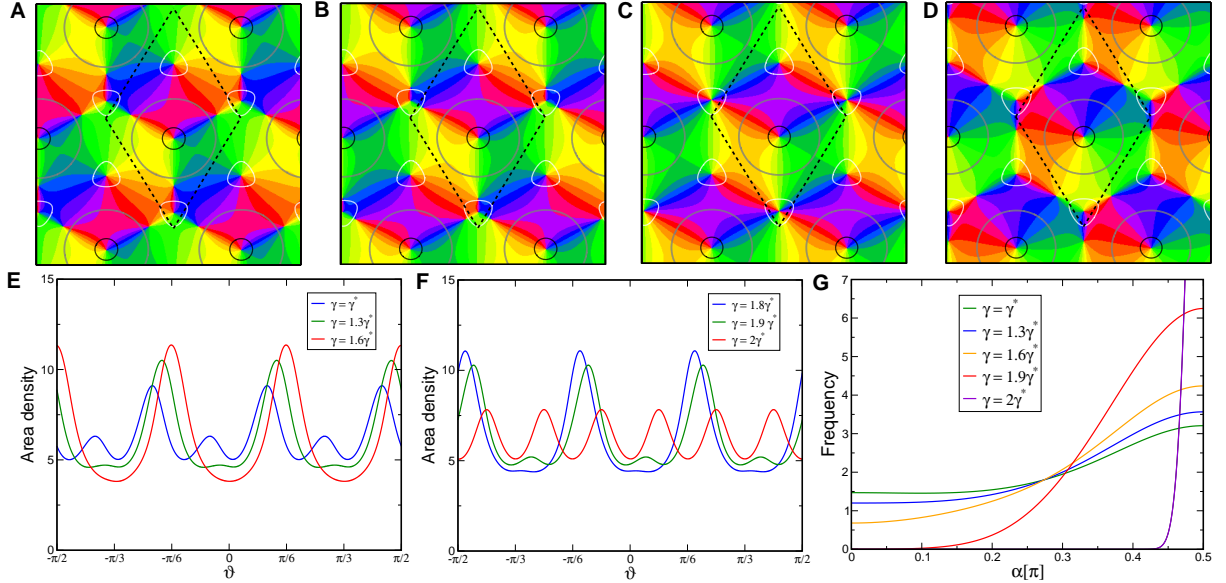 A B C D
E
15
10
5
0
Area density
γ = γ*
γ = 1.3γ*
γ = 1.6γ*
-π/2 -π/3 -π/6 0 π/6 π/3 π/2
ϑ
F
15
10
5
0
Area density
γ = 1.8γ*
γ = 1.9 γ*
γ = 2γ*
-π/2 -π/3 -π/6 0 π/6 π/3 π/2
ϑ
G
7
6
5
4
3
2
1
0
Frequency
γ = γ*
γ = 1.3γ*
γ = 1.6γ*
γ = 1.9γ*
γ = 2γ*
0 0.1 0.2 0.3 0.4 0.5
α[π]